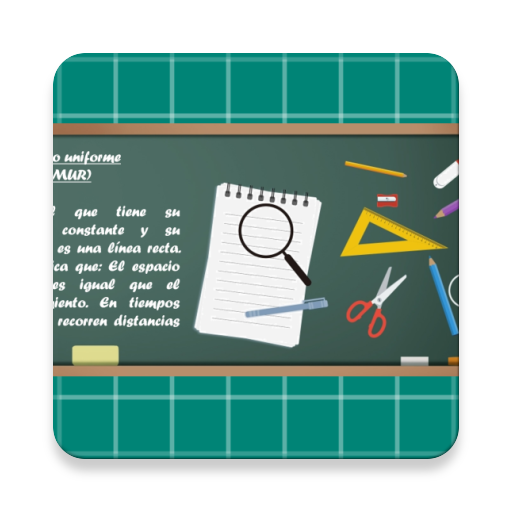 o uniforme
MUR)
que tiene su
constante y su
es una línea recta.
ica que: El espacio
es igual que el
iento. En tiempos
recorren distancias